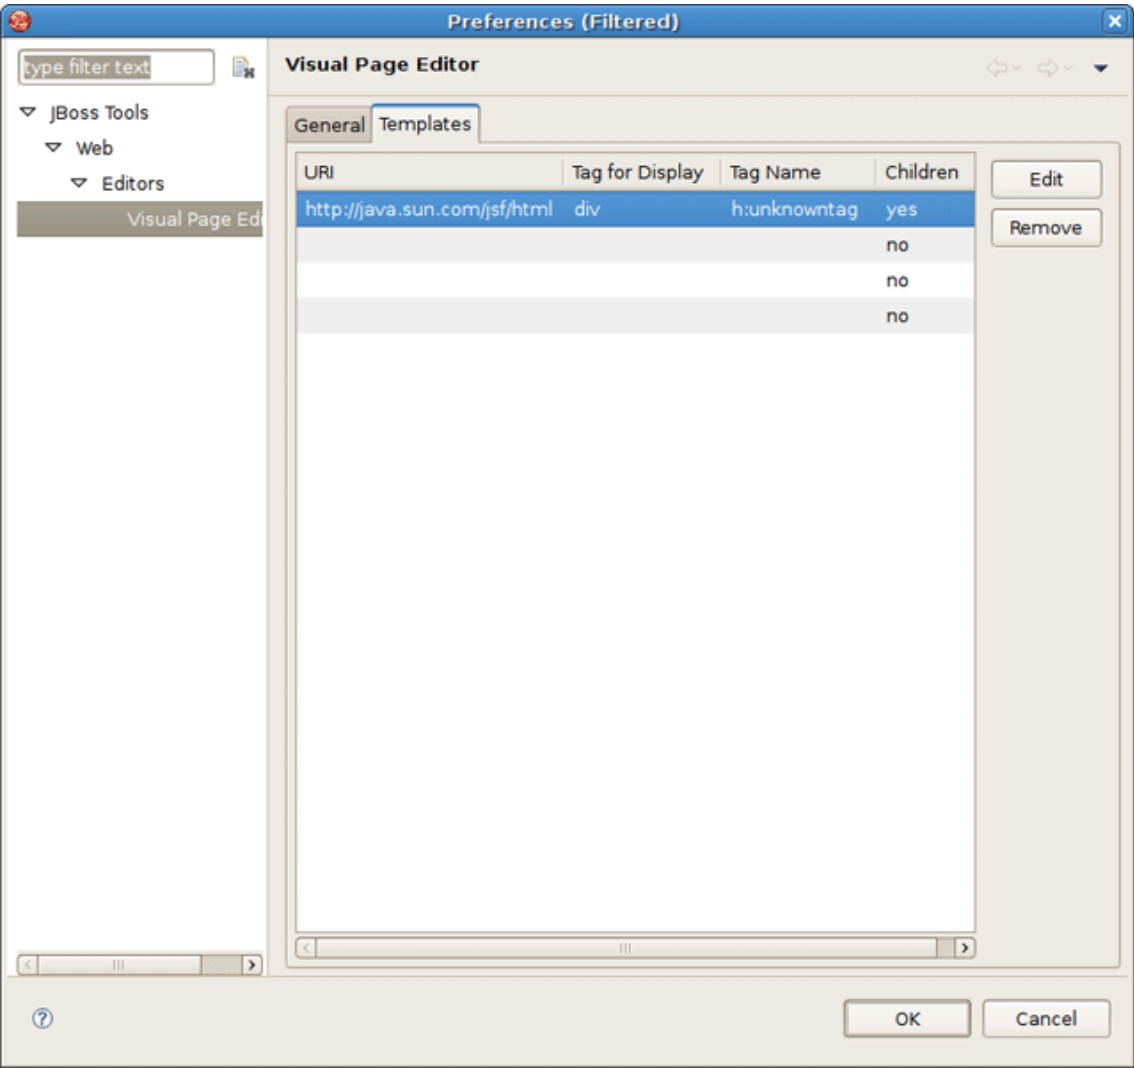 Preferences (Filtered)
type filter text
Visual Page Editor
JBoss Tools
Web
Editors
Visual Page Edi
General Templates
URI Tag for Display Tag Name Children
http://java.sun.com/jsf/html div h:unknowntag yes
no
no
no
Edit
Remove
OK Cancel